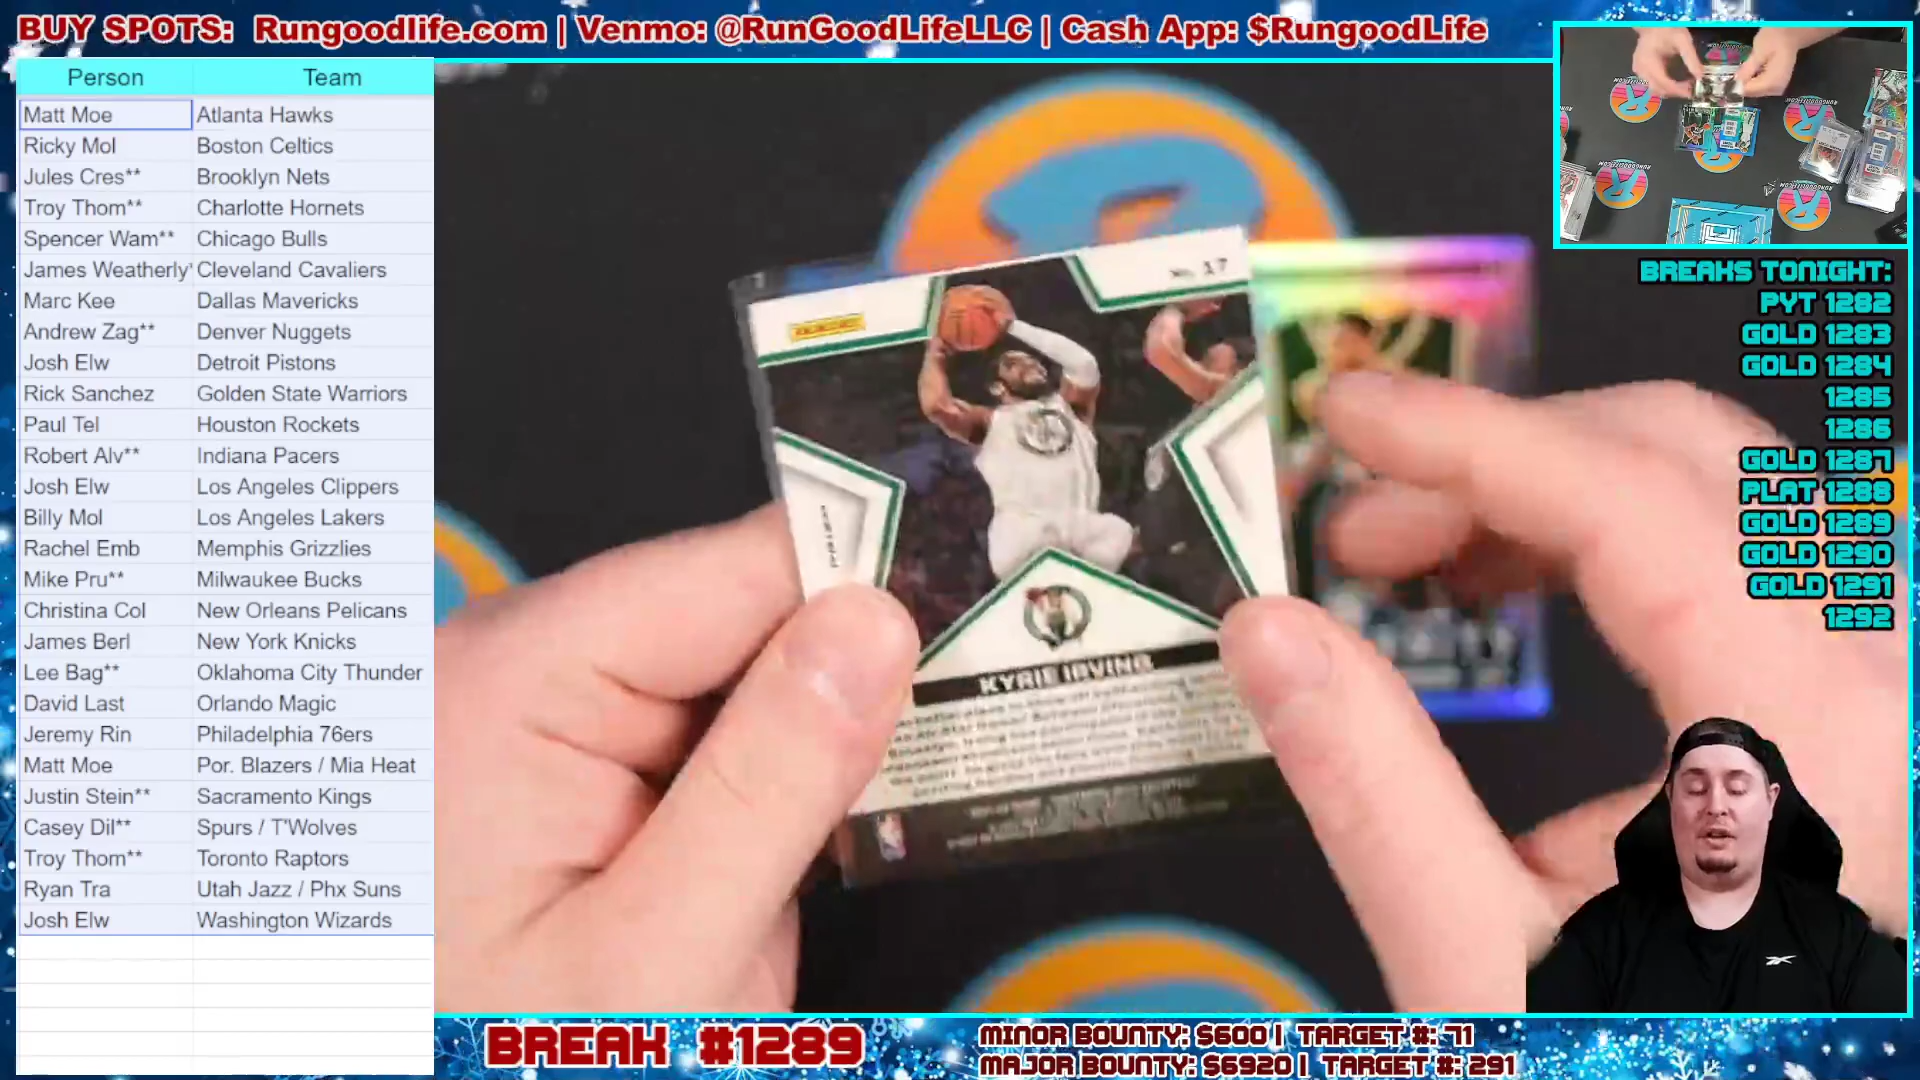 BUY SPOTS: Rungoodlife.com | Venmo: @RunGoodLifeLLC | Cash App: $RungoodLife
Person Team
Matt Moe Atlanta Hawks
Ricky Mol Boston Celtics
Jules Cres** Brooklyn Nets
Troy Thom** Charlotte Hornets
Spencer Wam** Chicago Bulls
James Weatherly* Cleveland Cavaliers
Marc Kee Dallas Mavericks
Andrew Zag** Denver Nuggets
Josh Elw Detroit Pistons
Rick Sanchez Golden State Warriors
Paul Tel Houston Rockets
Robert Alv** Indiana Pacers
Josh Elw Los Angeles Clippers
Billy Mol Los Angeles Lakers
Rachel Emb Memphis Grizzlies
Mike Pru** Milwaukee Bucks
Christina Col New Orleans Pelicans
James Berl New York Knicks
Lee Bag** Oklahoma City Thunder
David Last Orlando Magic
Jeremy Rin Philadelphia 76ers
Matt Moe Por. Blazers / Mia Heat
Justin Stein** Sacramento Kings
Casey Dil** Spurs / T'Wolves
Troy Thom** Toronto Raptors
Ryan Tra Utah Jazz / Phx Suns
Josh Elw Washington Wizards
No. 17
PANINI
PRIZM
KYRIE IRVING
BREAKS TONIGHT:
PYT 1282
GOLD 1283
GOLD 1284
1285
1286
GOLD 1287
PLAT 1288
GOLD 1289
GOLD 1290
GOLD 1291
1292
BREAK #1289
MINOR BOUNTY: $600 | TARGET #: 71
MAJOR BOUNTY: $6920 | TARGET #: 291